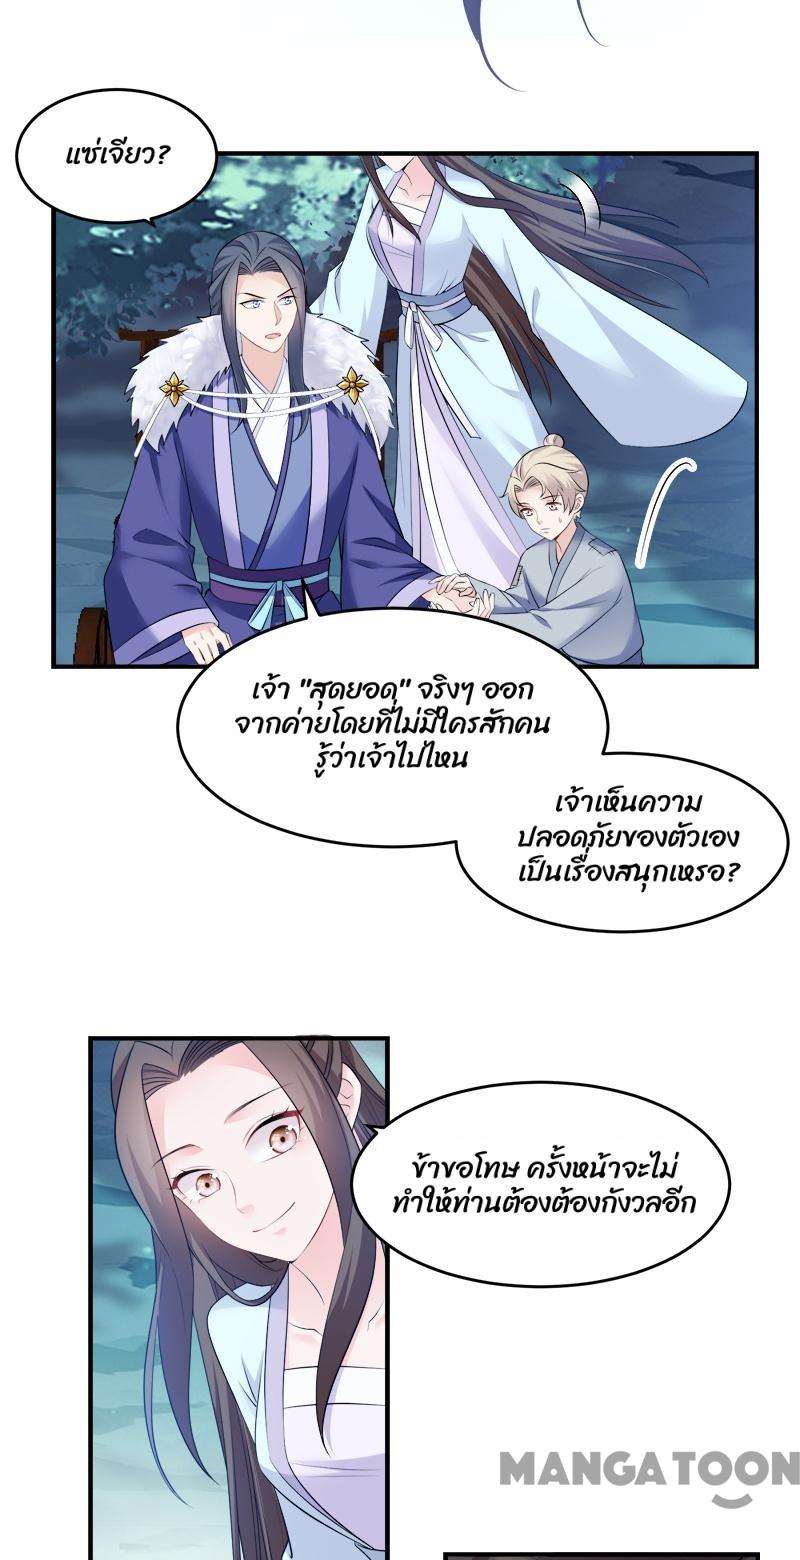 แซ่เจียว?
เจ้า "สุดยอด" จริงๆ ออก
จากค่ายโดยที่ไม่มีใครสักคน
รู้ว่าเจ้าไปไหน
เจ้าเห็นความ
ปลอดภัยของตัวเอง
เป็นเรื่องสนุกเหรอ?
ข้าขอโทษ ครั้งหน้าจะไม่
ทำให้ท่านต้องต้องกังวลอีก
MANGATOON